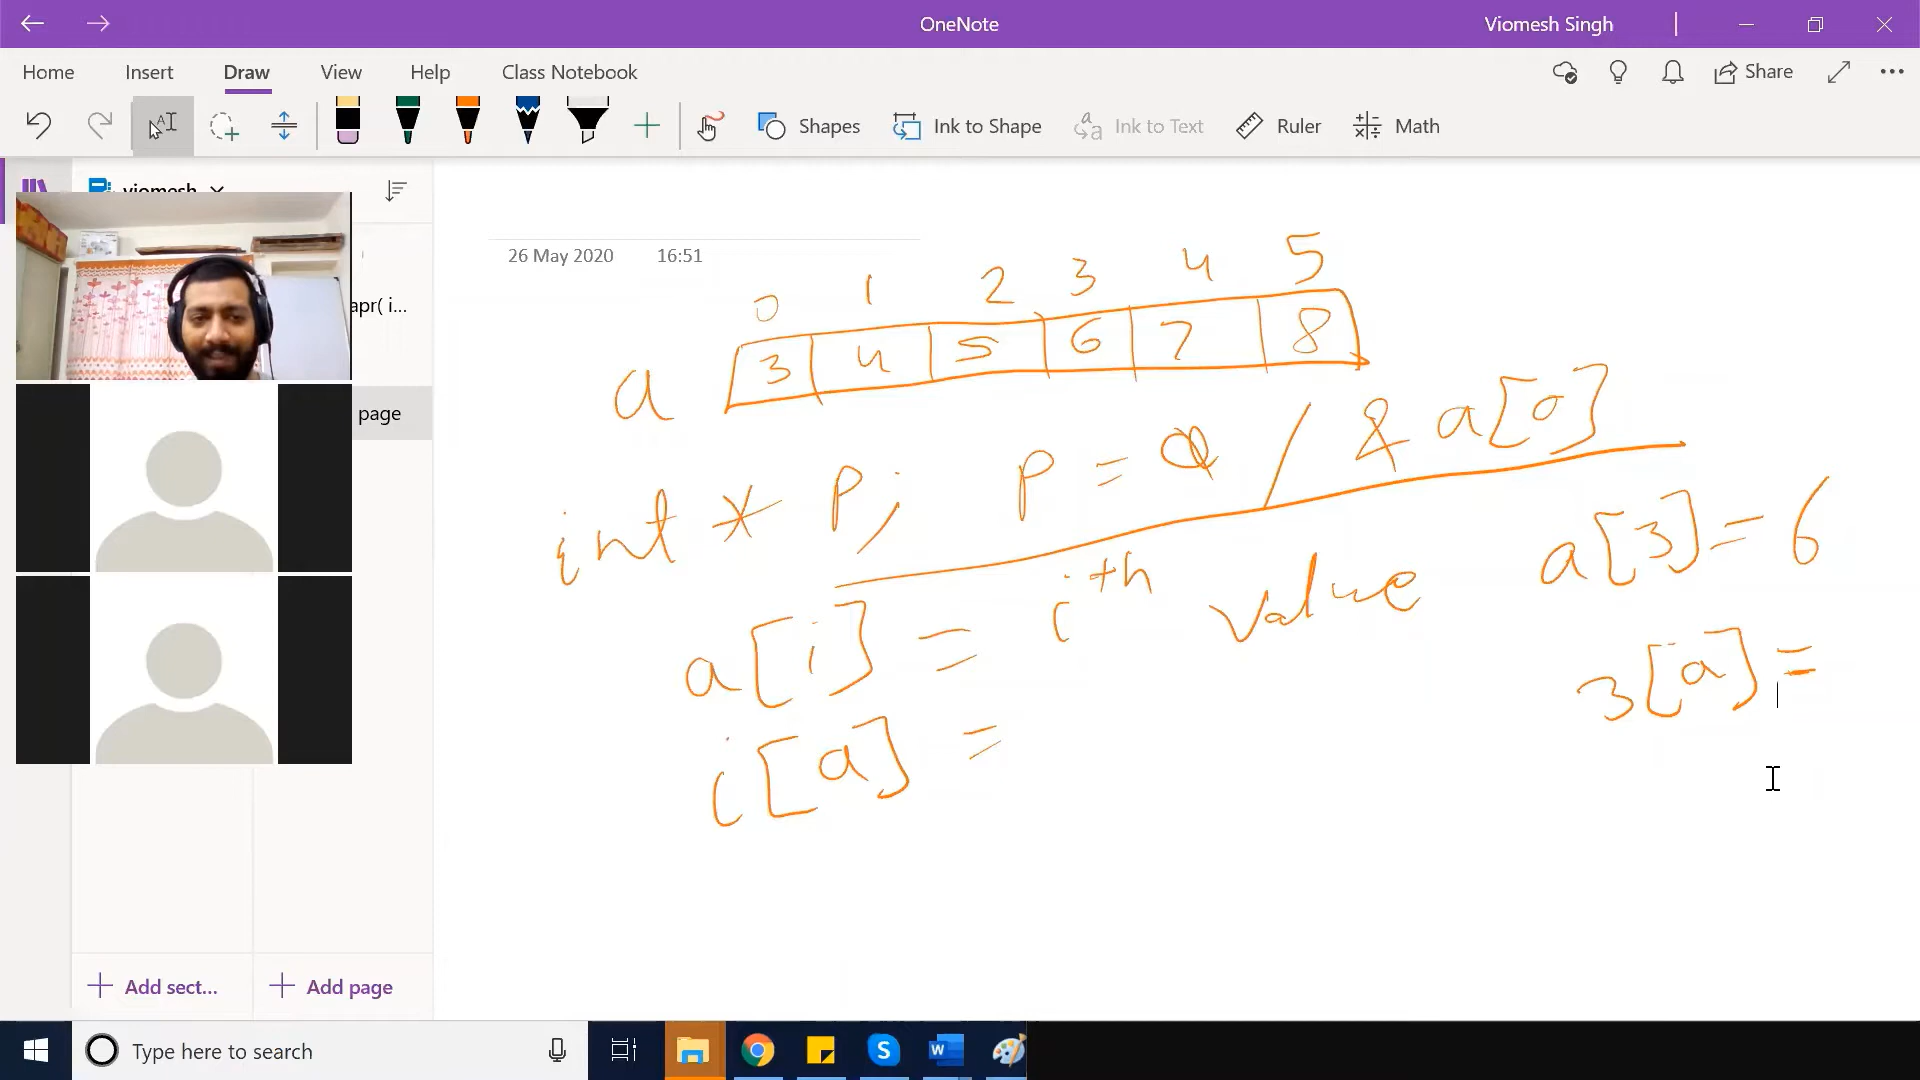 OneNote
Viomesh Singh
Home Insert Draw View Help Class Notebook
Share
Shapes Ink to Shape Ink to Text Ruler Math
viomesh
26 May 2020 16:51
apr( i...
page
0 1 2 3 4 5
a 3 4 5 6 7 8
int * p; p = a / & a[0]
a[3] = 6
a[i] = ith value
3[a] =
i[a] =
Add sect...
Add page
Type here to search